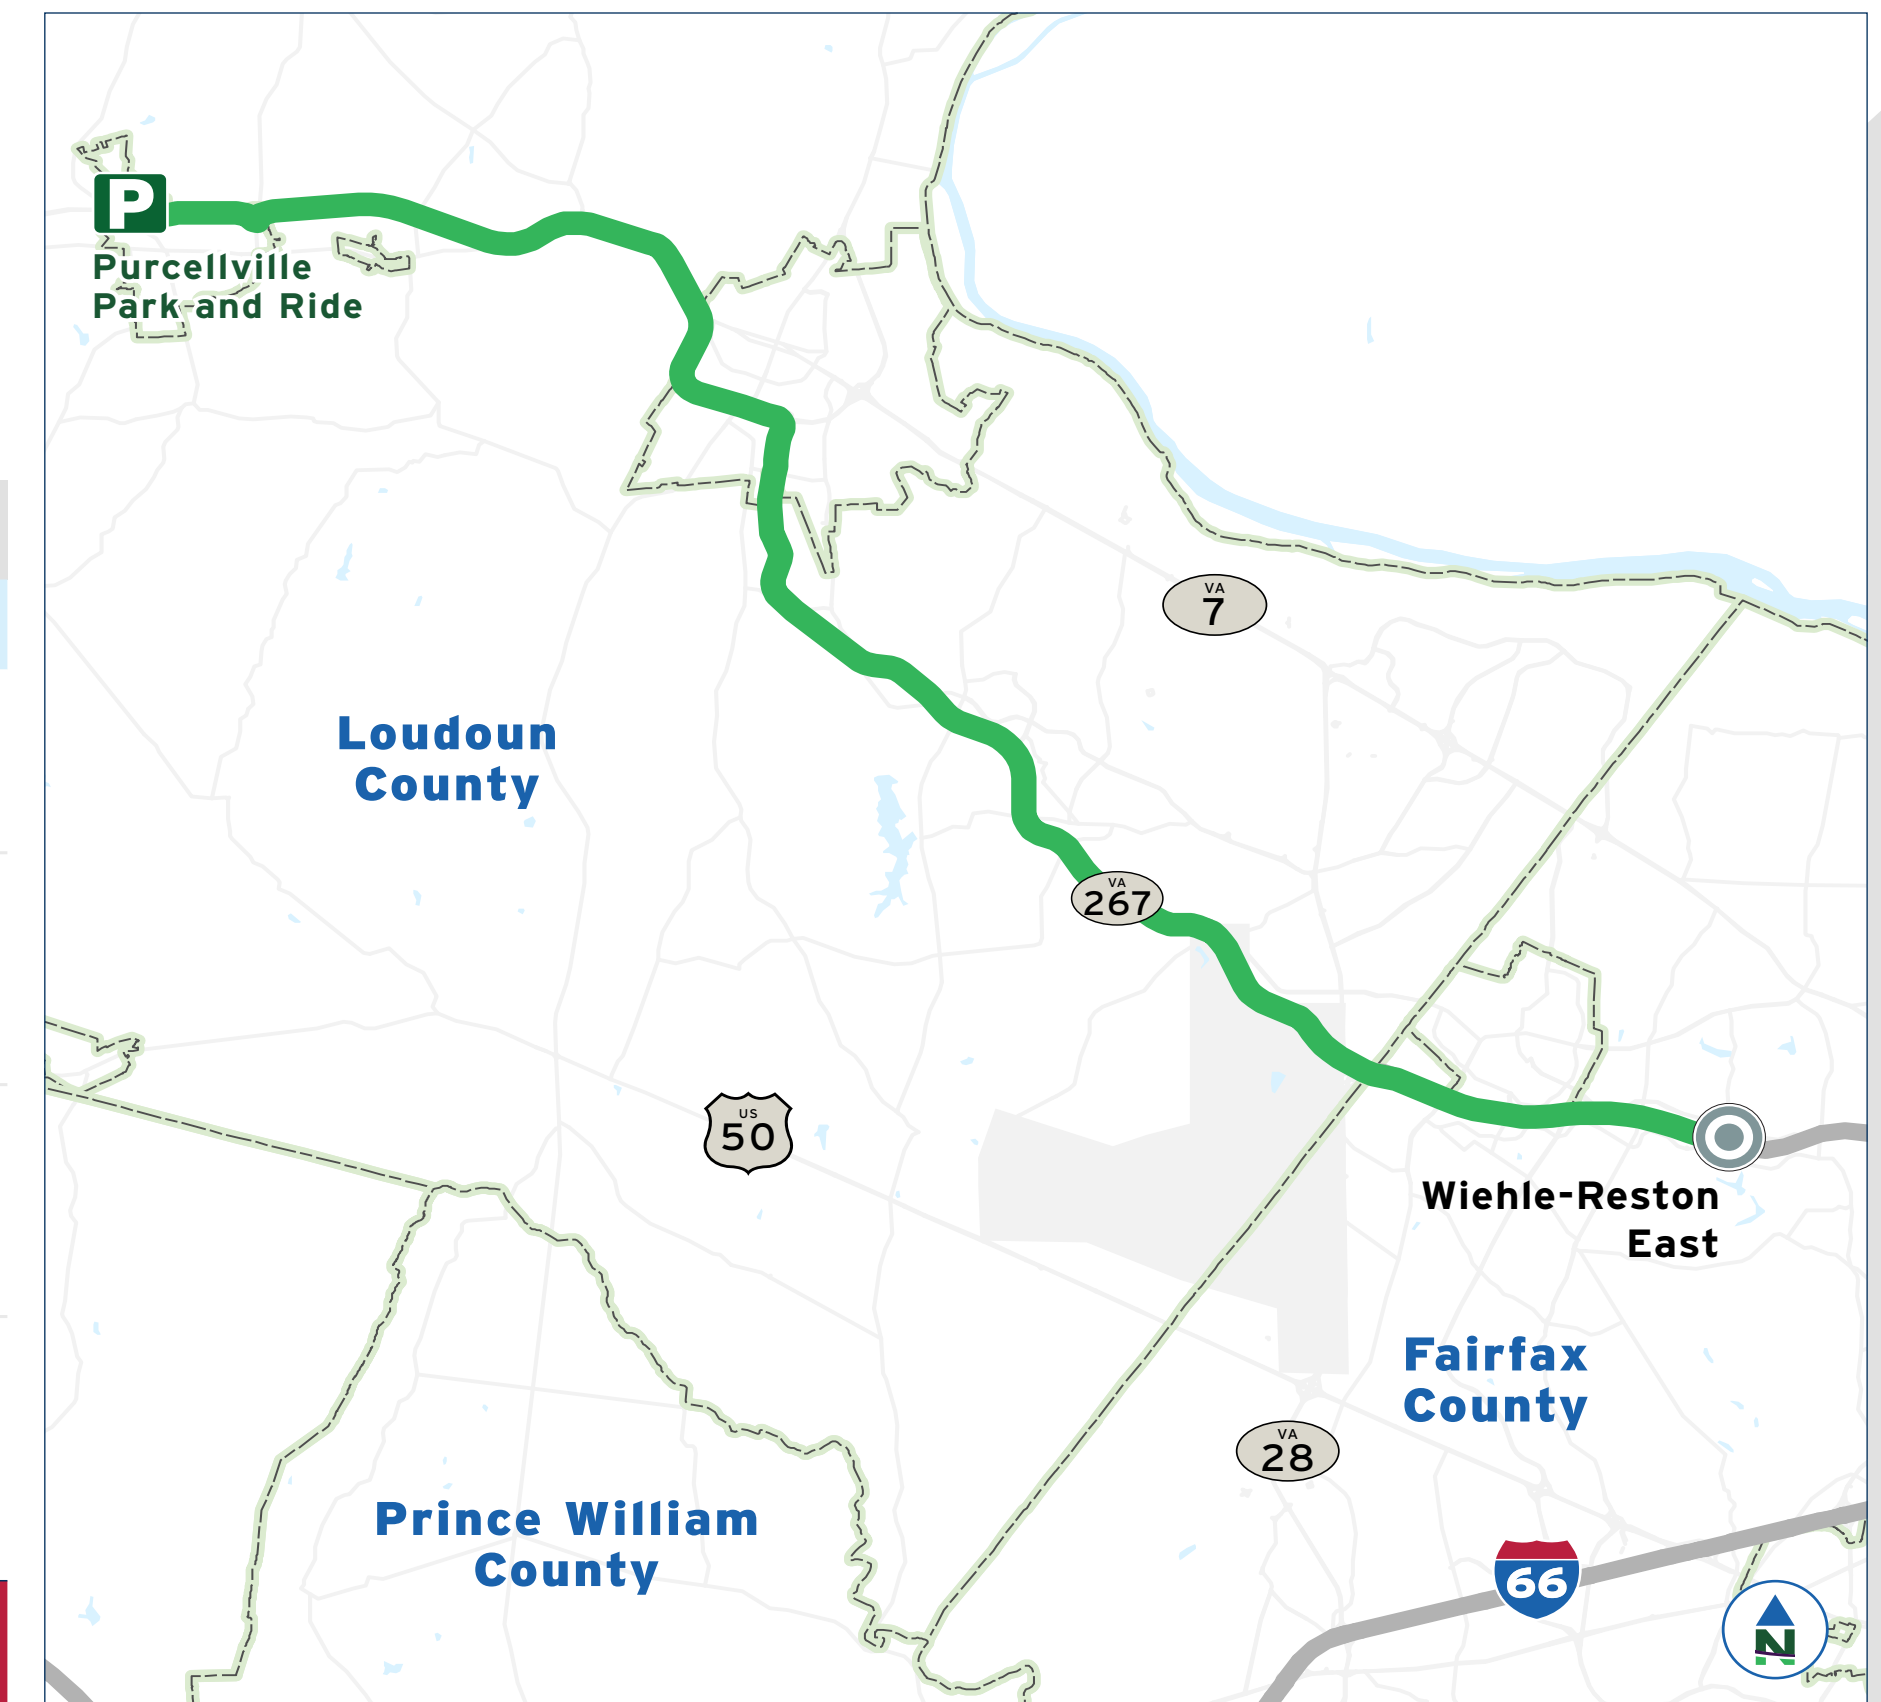 P
Purcellville
Park and Ride
VA
7
Loudoun
County
VA
267
US
50
Wiehle-Reston
East
Fairfax
County
VA
28
Prince William
County
66
N